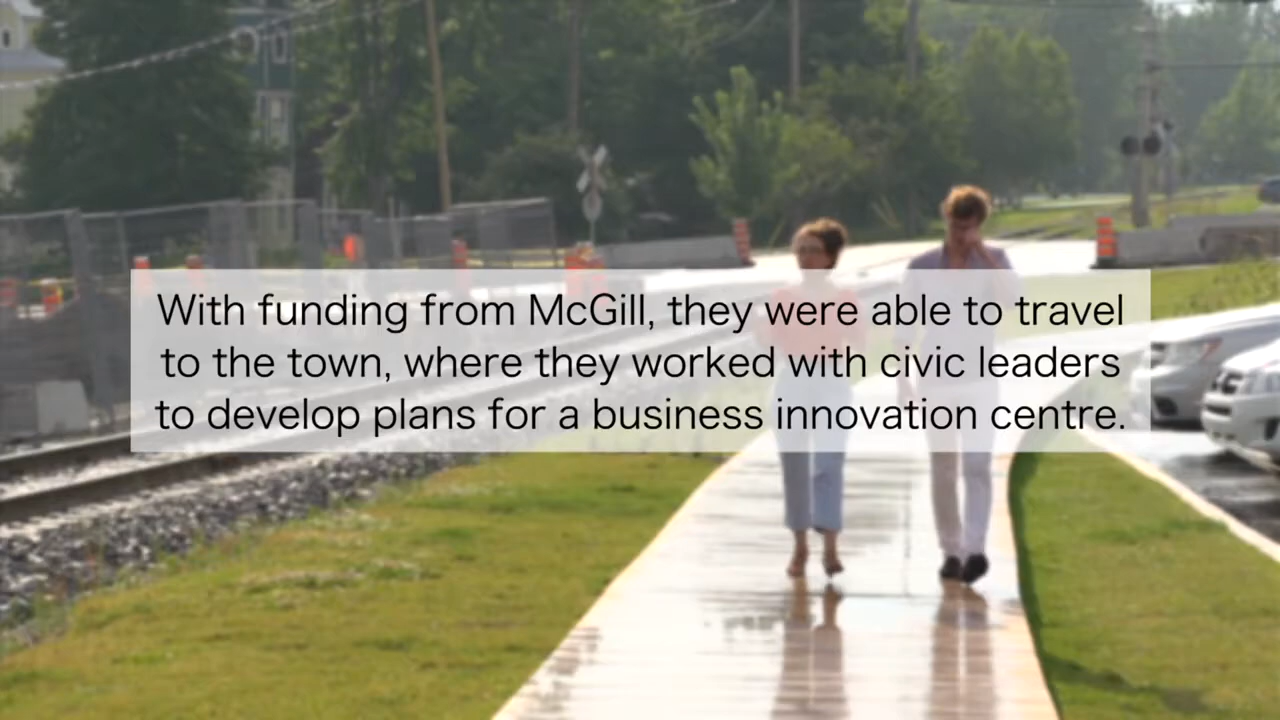 With funding from McGill, they were able to travel
to the town, where they worked with civic leaders
to develop plans for a business innovation centre.